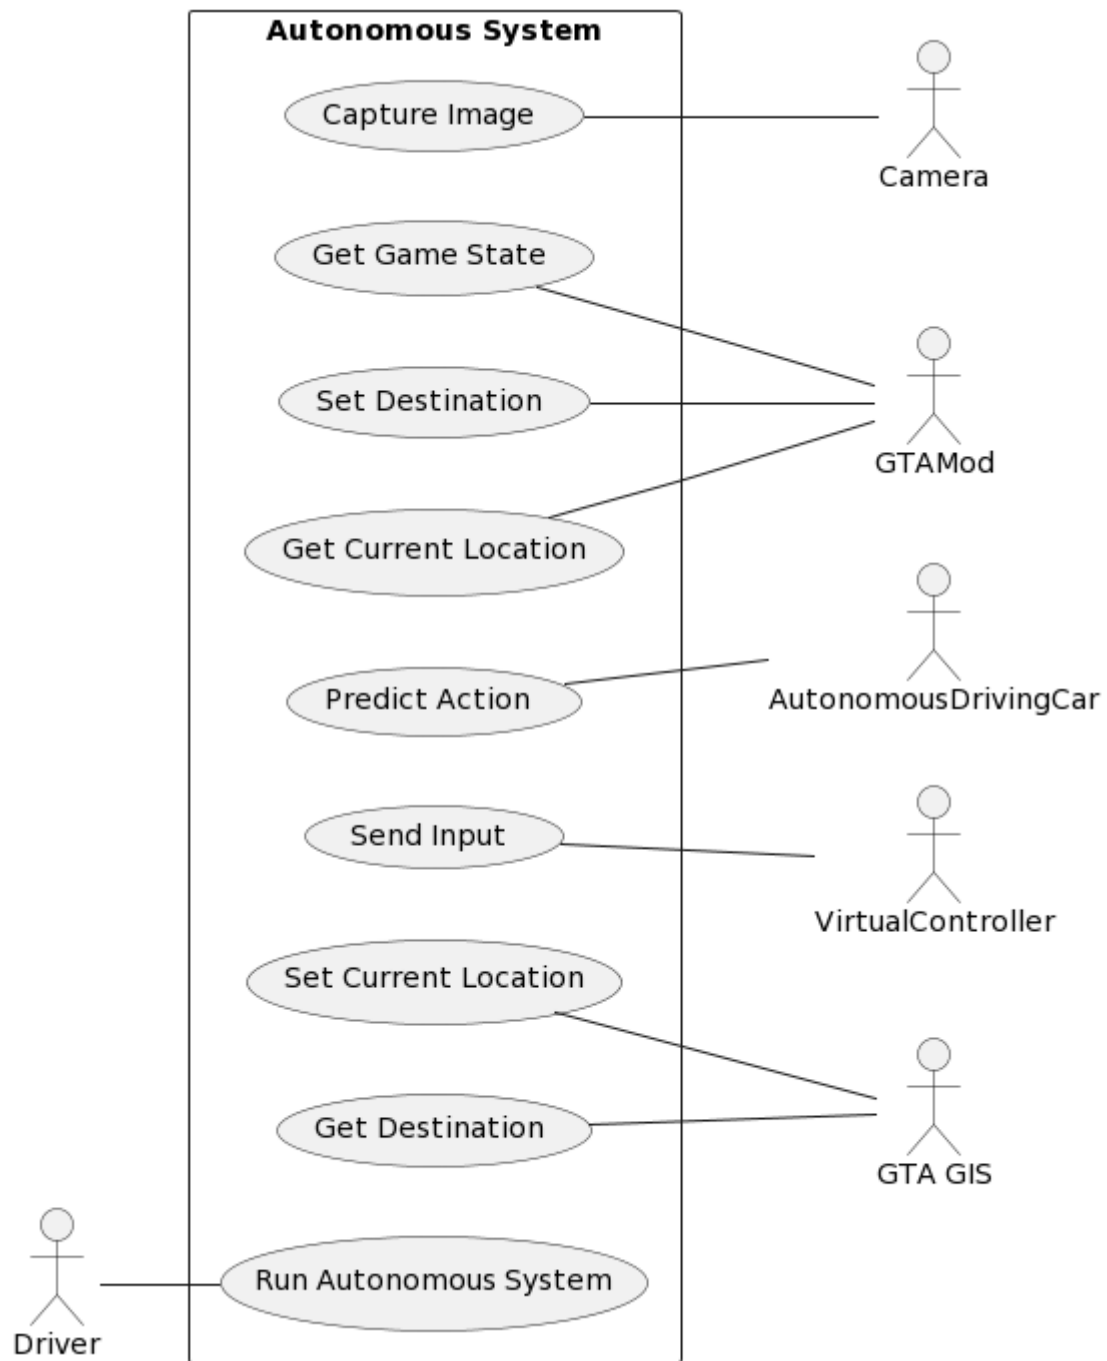 Autonomous System
Capture Image
Camera
Get Game State
Set Destination
GTAMod
Get Current Location
Predict Action
AutonomousDrivingCar
Send Input
VirtualController
Set Current Location
Get Destination
GTA GIS
Run Autonomous System
Driver